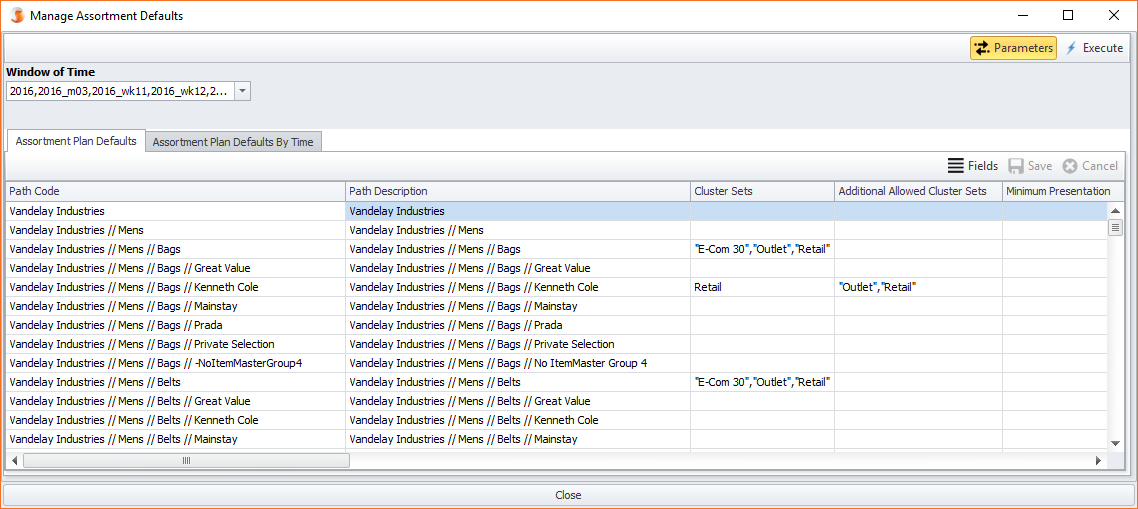 Manage Assortment Defaults
Parameters Execute
Window of Time
2016,2016_m03,2016_wk11,2016_wk12,2...
Assortment Plan Defaults Assortment Plan Defaults By Time
Fields Save Cancel
Path Code Path Description Cluster Sets Additional Allowed Cluster Sets Minimum Presentation
Vandelay Industries Vandelay Industries
Vandelay Industries // Mens Vandelay Industries // Mens
Vandelay Industries // Mens // Bags Vandelay Industries // Mens // Bags "E-Com 30","Outlet","Retail"
Vandelay Industries // Mens // Bags // Great Value Vandelay Industries // Mens // Bags // Great Value
Vandelay Industries // Mens // Bags // Kenneth Cole Vandelay Industries // Mens // Bags // Kenneth Cole Retail "Outlet","Retail"
Vandelay Industries // Mens // Bags // Mainstay Vandelay Industries // Mens // Bags // Mainstay
Vandelay Industries // Mens // Bags // Prada Vandelay Industries // Mens // Bags // Prada
Vandelay Industries // Mens // Bags // Private Selection Vandelay Industries // Mens // Bags // Private Selection
Vandelay Industries // Mens // Bags // -NoItemMasterGroup4 Vandelay Industries // Mens // Bags // No ItemMaster Group 4
Vandelay Industries // Mens // Belts Vandelay Industries // Mens // Belts "E-Com 30","Outlet","Retail"
Vandelay Industries // Mens // Belts // Great Value Vandelay Industries // Mens // Belts // Great Value
Vandelay Industries // Mens // Belts // Kenneth Cole Vandelay Industries // Mens // Belts // Kenneth Cole
Vandelay Industries // Mens // Belts // Mainstay Vandelay Industries // Mens // Belts // Mainstay
Close